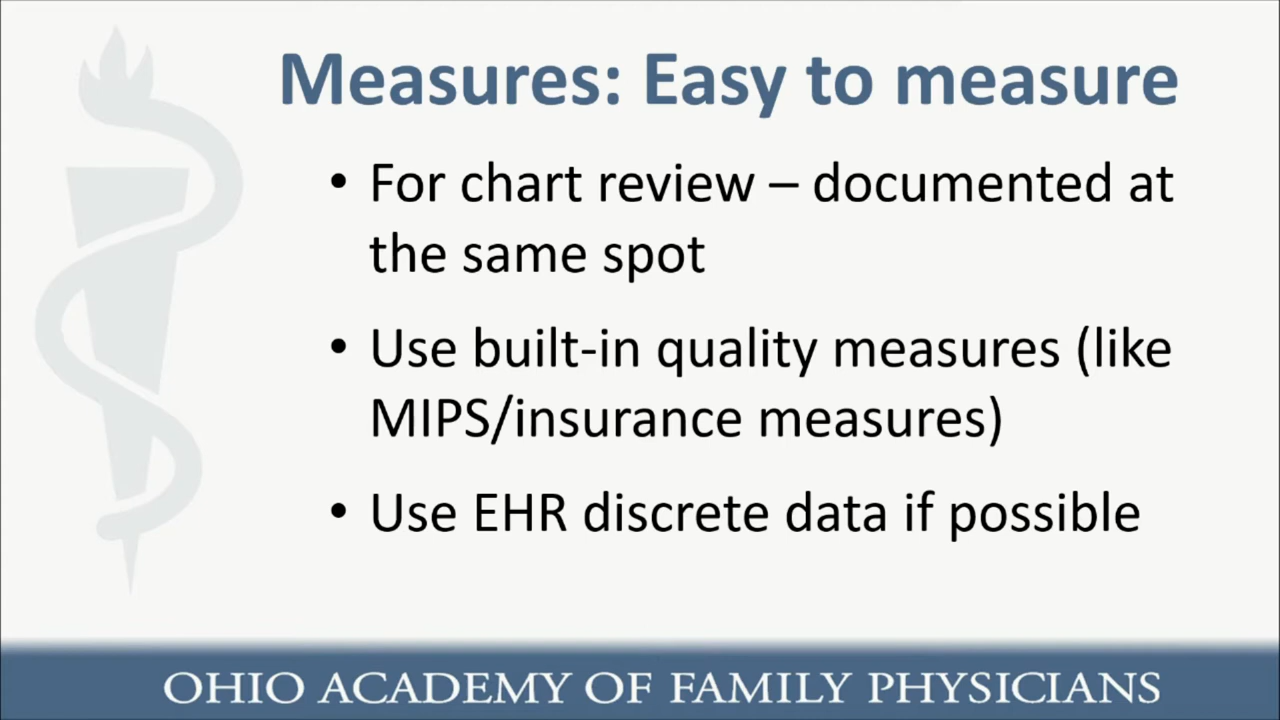 Measures: Easy to measure
• For chart review – documented at
the same spot
• Use built-in quality measures (like
MIPS/insurance measures)
• Use EHR discrete data if possible
OHIO ACADEMY OF FAMILY PHYSICIANS